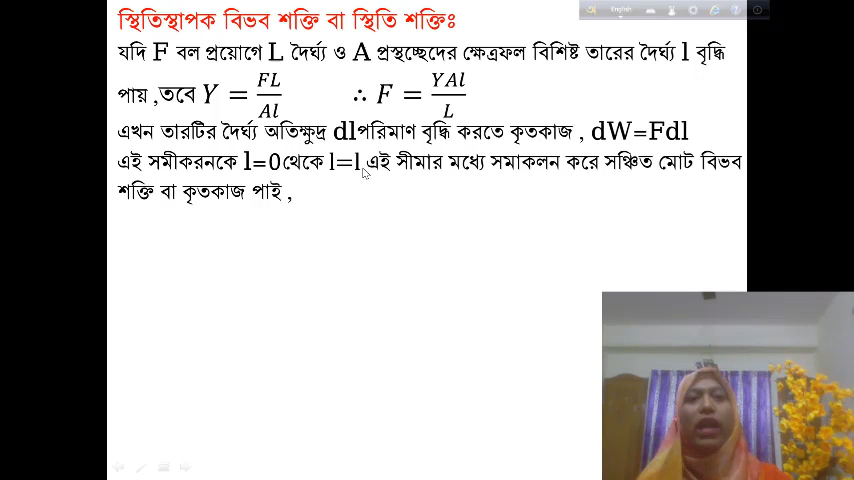 English
স্থিতিস্থাপক বিভব শক্তি বা স্থিতি শক্তিঃ
যদি F বল প্রয়োগে L দৈর্ঘ্য ও A প্রস্থচ্ছেদের ক্ষেত্রফল বিশিষ্ট তারের দৈর্ঘ্য l বৃদ্ধি
পায় ,তবে Y = FL/Al ∴ F = YAl/L
এখন তারটির দৈর্ঘ্য অতিক্ষুদ্র dlপরিমাণ বৃদ্ধি করতে কৃতকাজ , dW=Fdl
এই সমীকরনকে l=0থেকে l=l এই সীমার মধ্যে সমাকলন করে সঞ্চিত মোট বিভব
শক্তি বা কৃতকাজ পাই ,